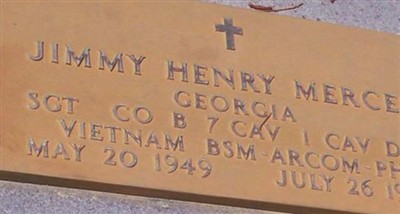 JIMMY HENRY MERCE
GEORGIA
SGT CO B 7 CAV 1 CAV D
VIETNAM BSM-ARCOM-PH
MAY 20 1949 JULY 26 19